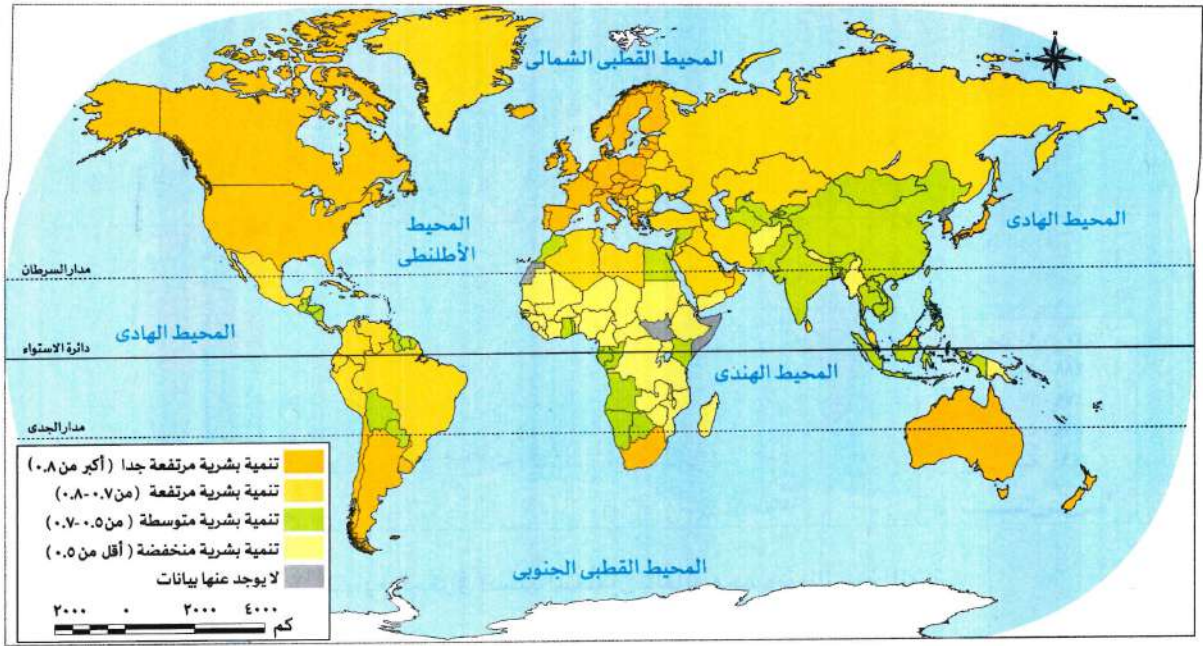 المحيط القطبى الشمالى
المحيط الهادى
المحيط
الأطلنطى
مدار السرطان
المحيط الهادى
دائرة الاستواء
المحيط الهندى
مدار الجدى
تنمية بشرية مرتفعة جدا (أكبر من ٠.٨)
تنمية بشرية مرتفعة (من ٠.٧-٠.٨)
تنمية بشرية متوسطة (من ٠.٥-٠.٧)
تنمية بشرية منخفضة (أقل من ٠.٥)
لا يوجد عنها بيانات
٢٠٠٠ ٠ ٢٠٠٠ ٤٠٠٠
كم
المحيط القطبى الجنوبى